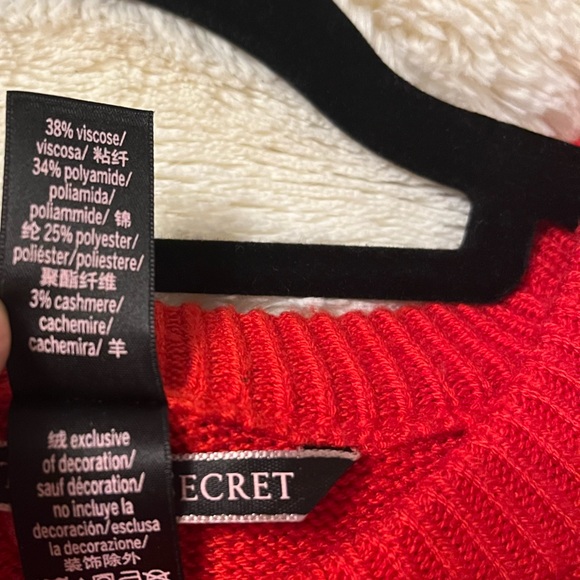 38% viscose/
viscosa/ 粘纤
34% polyamide/
poliamida/
poliammide/ 锦
纶 25% polyester/
poliéster/poliestere/
聚酯纤维
3% cashmere/
cachemire/
cachemira/ 羊
绒 exclusive
of decoration/
sauf décoration/
no incluye la
decoración/esclusa
la decorazione/
装饰除外
ECRET